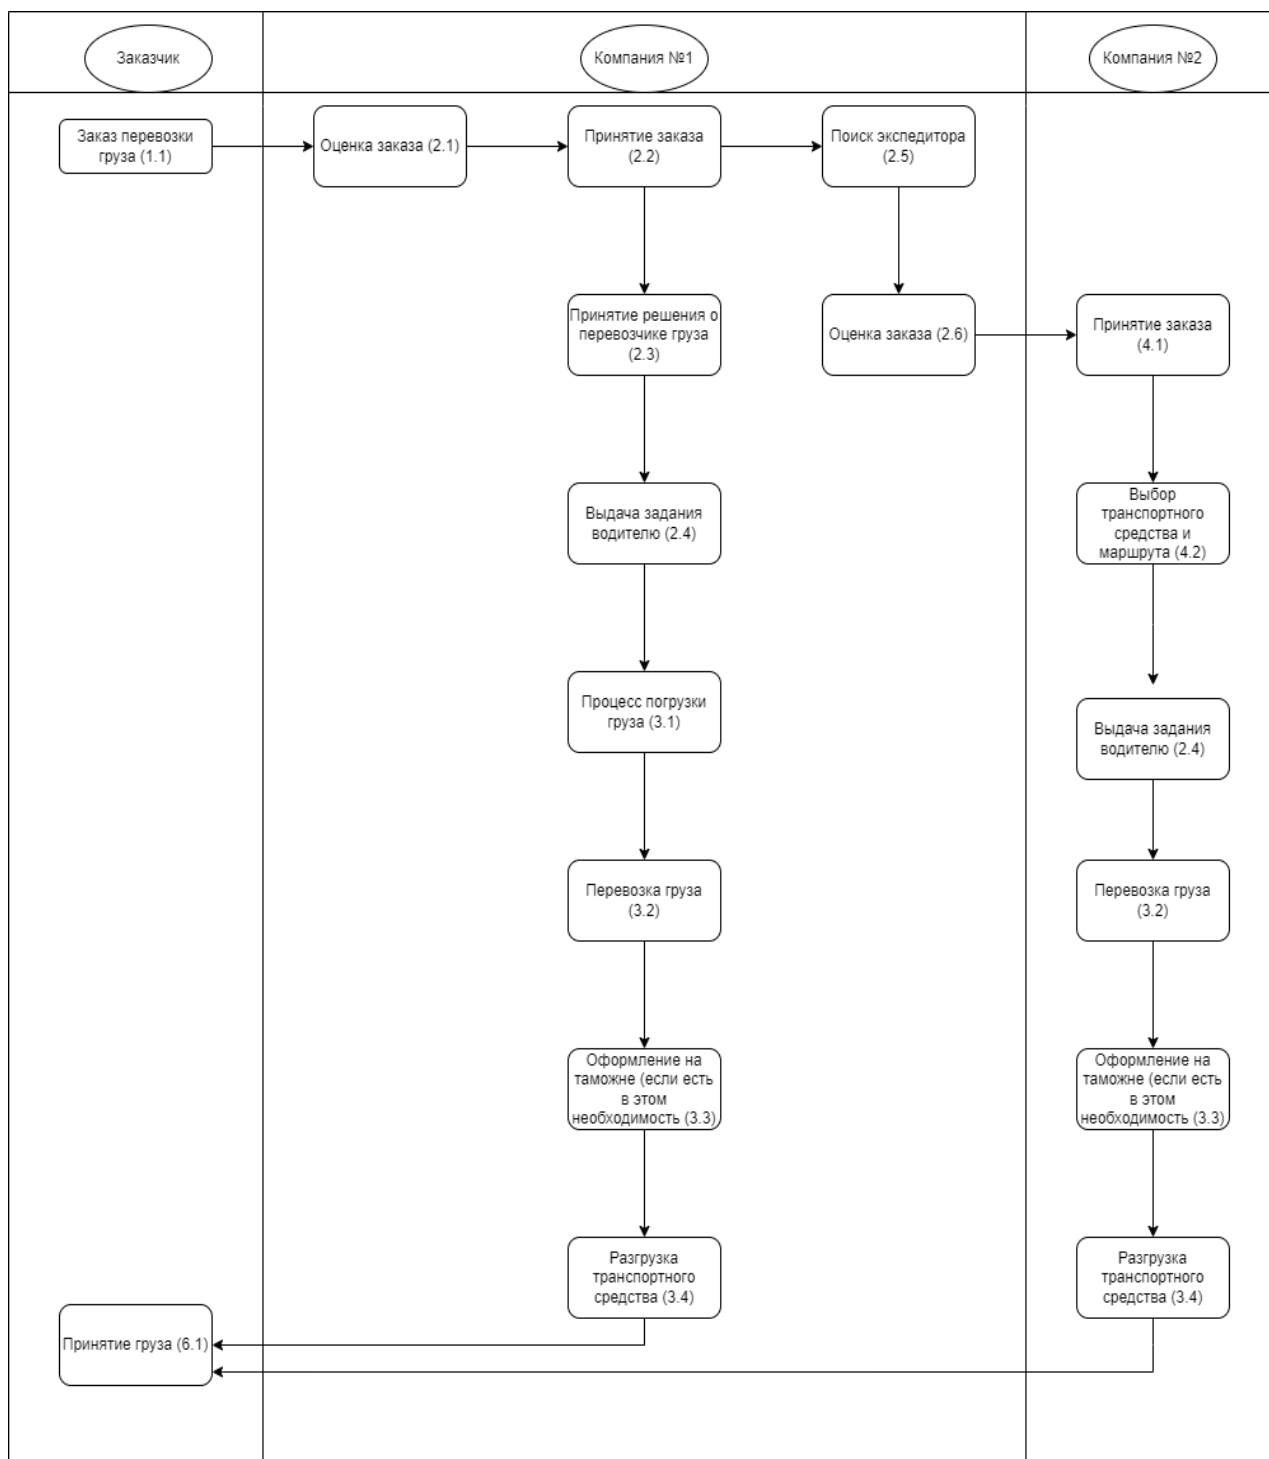 Заказчик
Компания №1
Компания №2
Заказ перевозки
груза (1.1)
Оценка заказа (2.1)
Принятие заказа
(2.2)
Поиск экспедитора
(2.5)
Принятие решения о
перевозчике груза
(2.3)
Оценка заказа (2.6)
Принятие заказа
(4.1)
Выдача задания
водителю (2.4)
Выбор
транспортного
средства и
маршрута (4.2)
Процесс погрузки
груза (3.1)
Выдача задания
водителю (2.4)
Перевозка груза
(3.2)
Перевозка груза
(3.2)
Оформление на
таможне (если есть
в этом
необходимость (3.3)
Оформление на
таможне (если есть
в этом
необходимость (3.3)
Разгрузка
транспортного
средства (3.4)
Разгрузка
транспортного
средства (3.4)
Принятие груза (6.1)